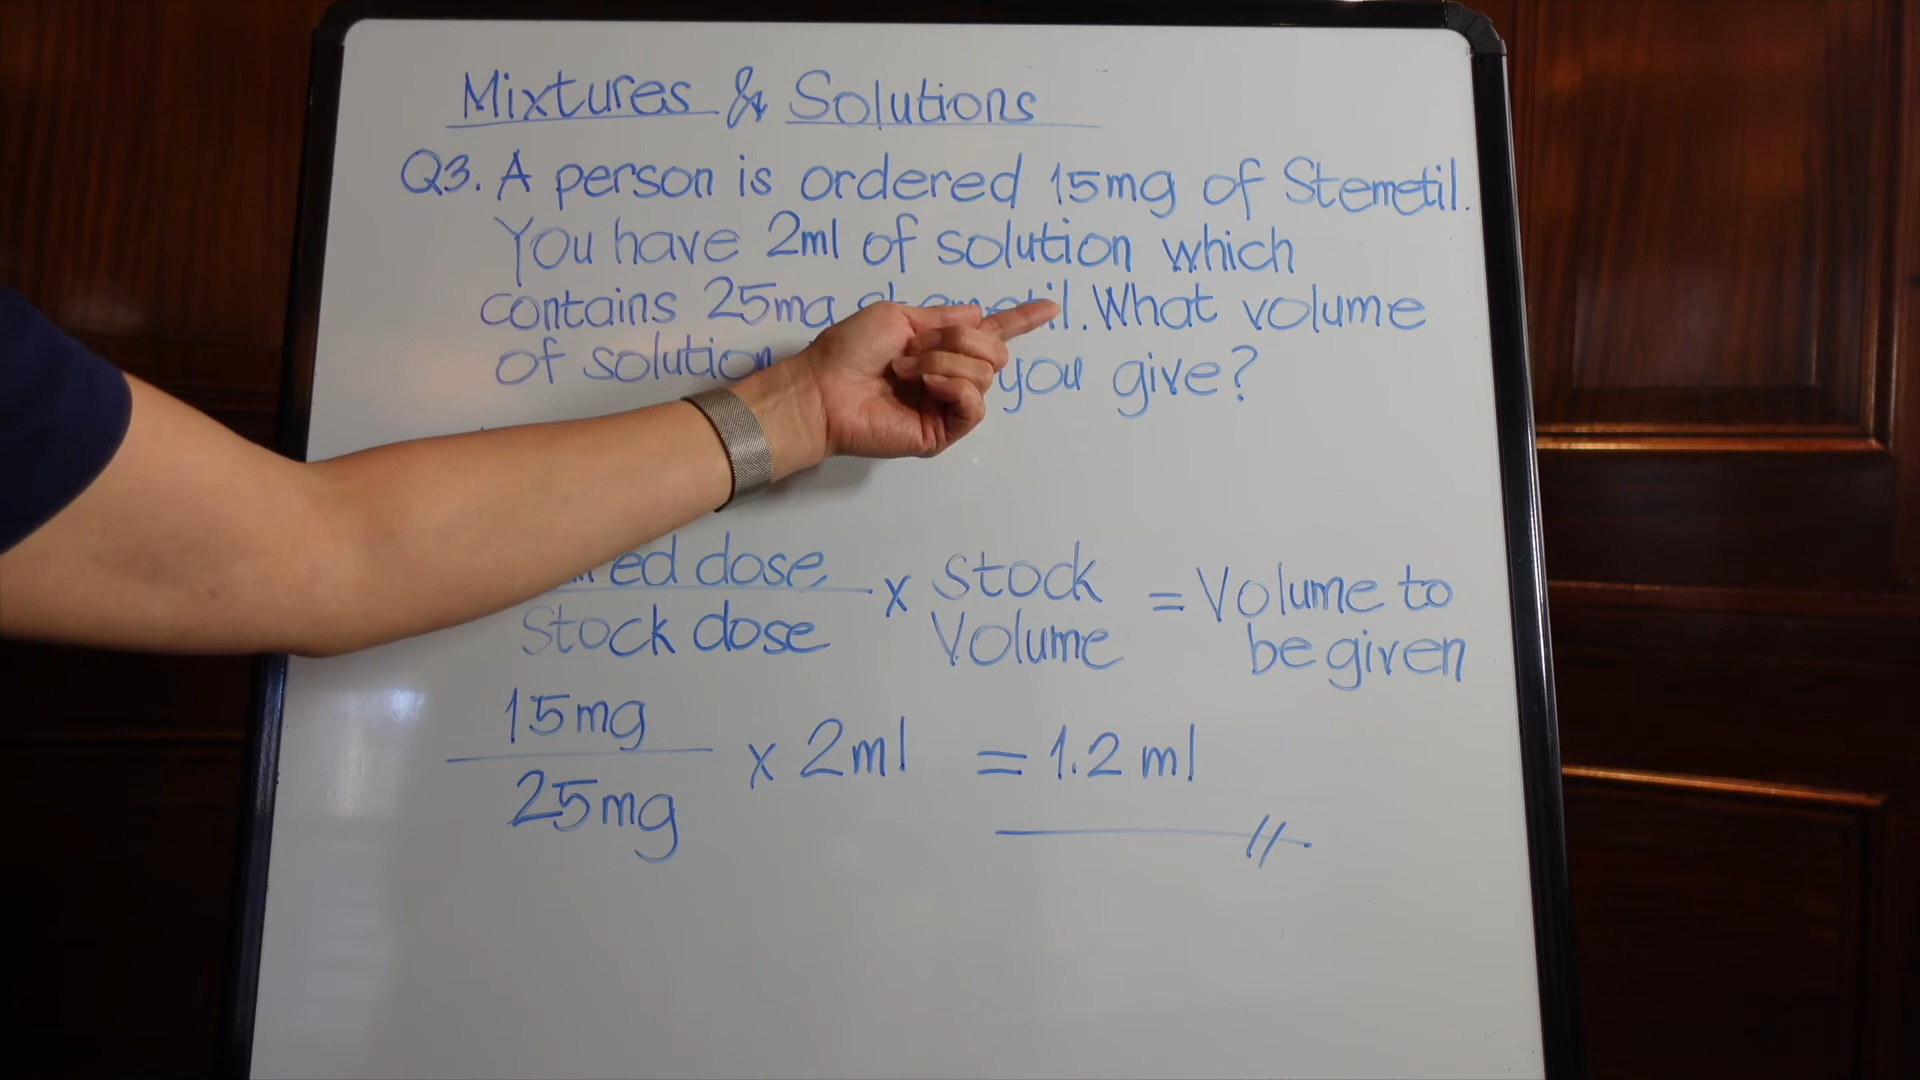 Mixtures & Solutions
Q3. A person is ordered 15mg of Stemetil.
You have 2ml of solution which
contains 25mg stemetil. What volume
of solution you give?
dose × Stock = Volume to
Stock dose Volume be given
15mg × 2ml = 1.2 ml
25mg